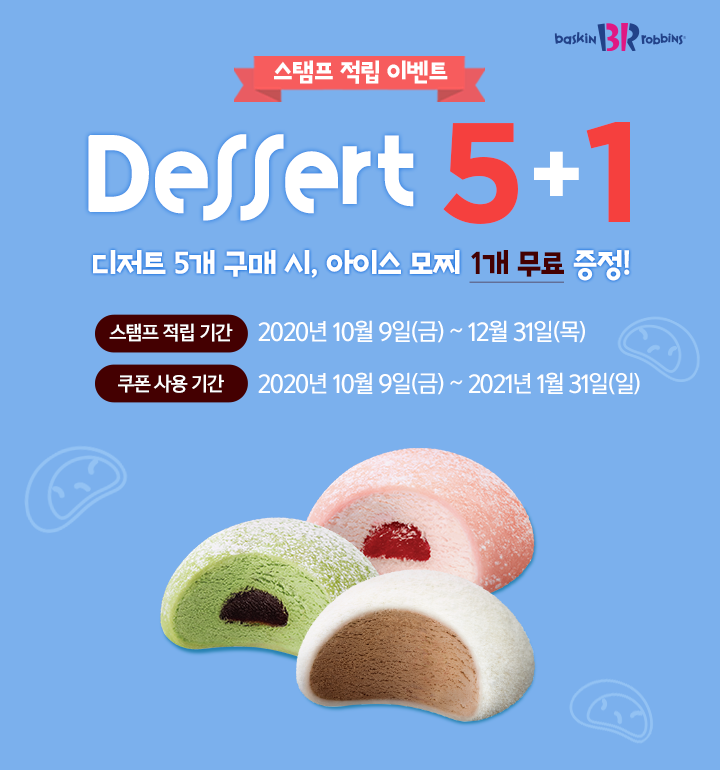 baskin BR robbins
스탬프 적립 이벤트
Dessert 5+1
디저트 5개 구매 시, 아이스 모찌 1개 무료 증정!
스탬프 적립 기간 2020년 10월 9일(금) ~ 12월 31일(목)
쿠폰 사용 기간 2020년 10월 9일(금) ~ 2021년 1월 31일(일)